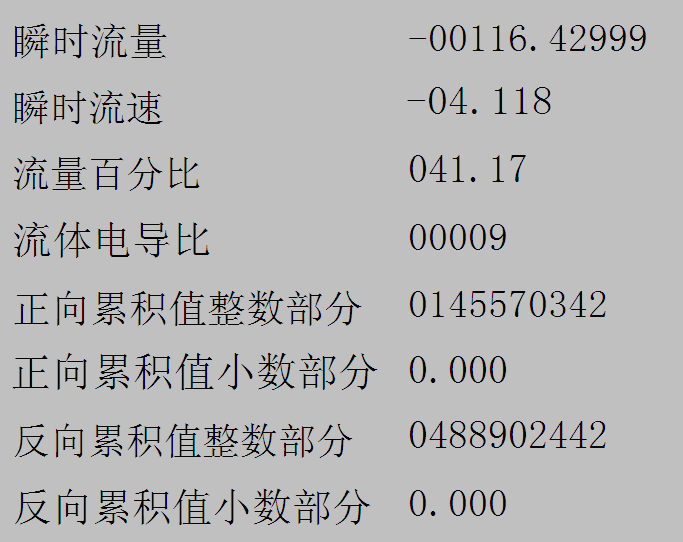 瞬时流量 -00116.42999
瞬时流速 -04.118
流量百分比 041.17
流体电导比 00009
正向累积值整数部分 0145570342
正向累积值小数部分 0.000
反向累积值整数部分 0488902442
反向累积值小数部分 0.000